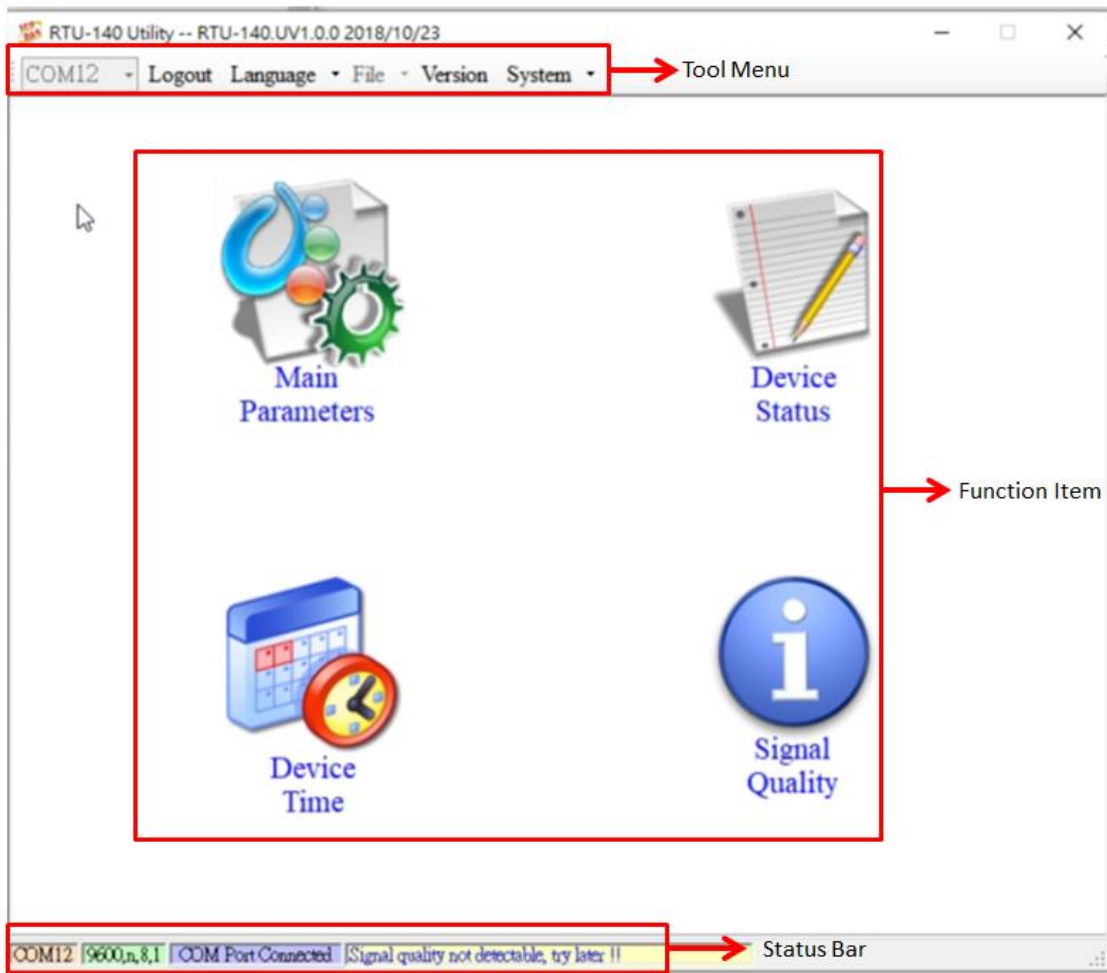 RTU-140 Utility -- RTU-140.UV1.0.0 2018/10/23
COM12 Logout Language File Version System
Tool Menu
Main
Parameters
Device
Status
Function Item
Device
Time
Signal
Quality
COM12 9600,n,8,1 COM Port Connected Signal quality not detectable, try later !!
Status Bar